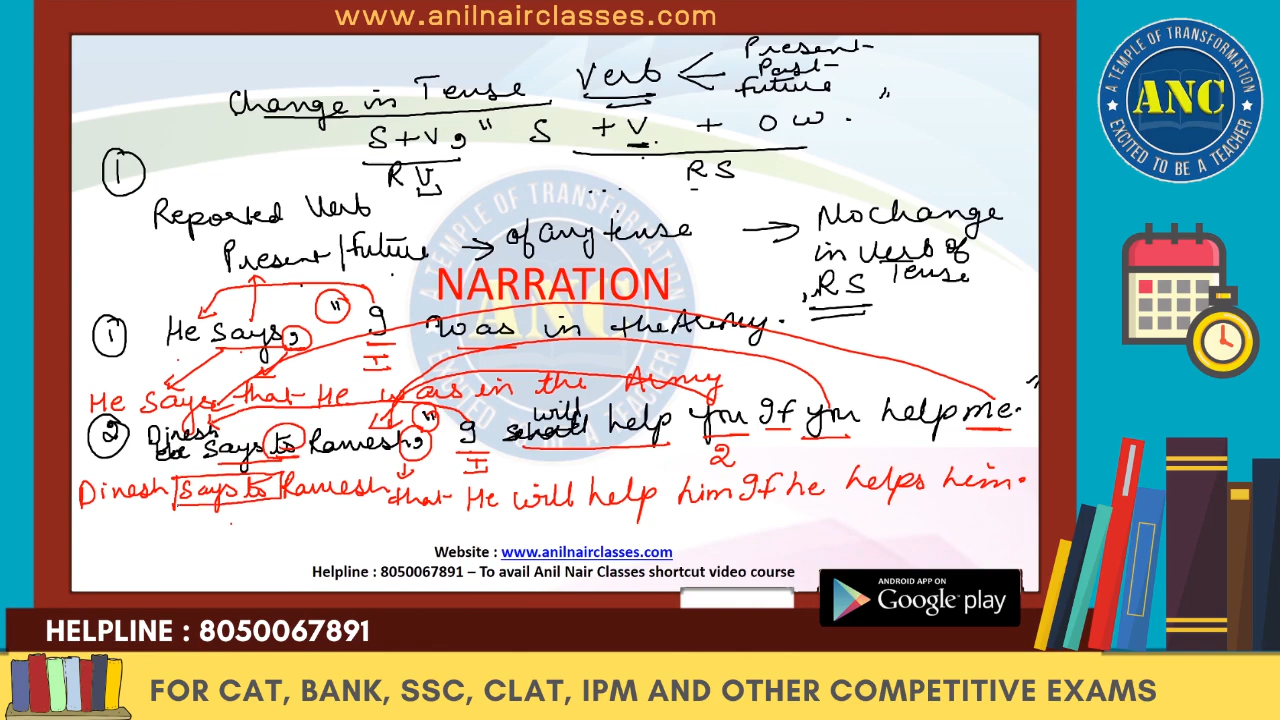 www.anilnairclasses.com
A TEMPLE OF TRANSFORMATION
ANC
EXCITED TO BE A TEACHER
Change in Tense Verb < Present
Past
future
S + V , " S + V + O W . "
RV RS
1
Reported Verb
Present / future → of any tense → No change
in Verb of
RS Tense
NARRATION
1 He says, " I was in the Army.
I
He says that He was in the Army "
2 Dinesh says to Ramesh, " I will help you If you help me.
I 2
Dinesh says to Ramesh that He will help him If he helps him.
Website : www.anilnairclasses.com
Helpline : 8050067891 – To avail Anil Nair Classes shortcut video course
ANDROID APP ON
Google play
HELPLINE : 8050067891
FOR CAT, BANK, SSC, CLAT, IPM AND OTHER COMPETITIVE EXAMS